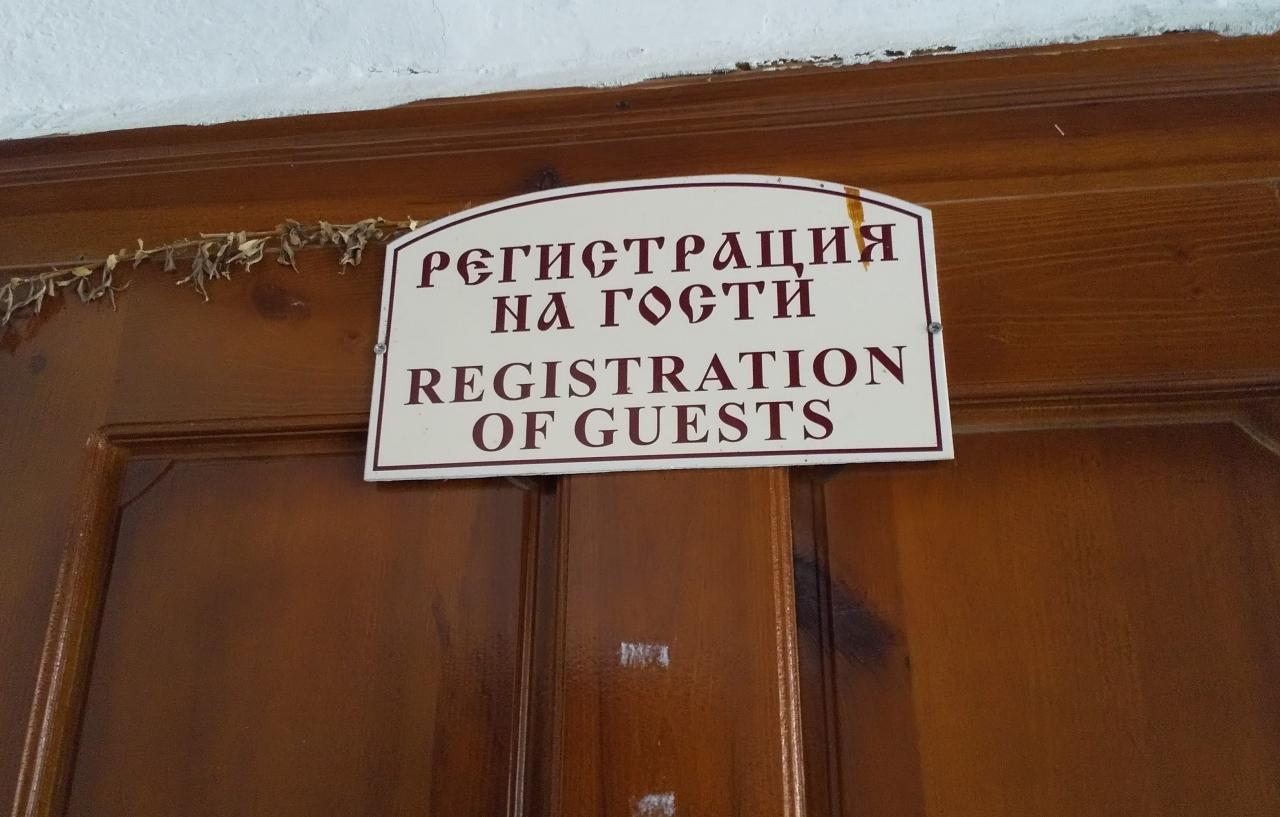 РЕГИСТРАЦИЯ
НА ГОСТИ
REGISTRATION
OF GUESTS